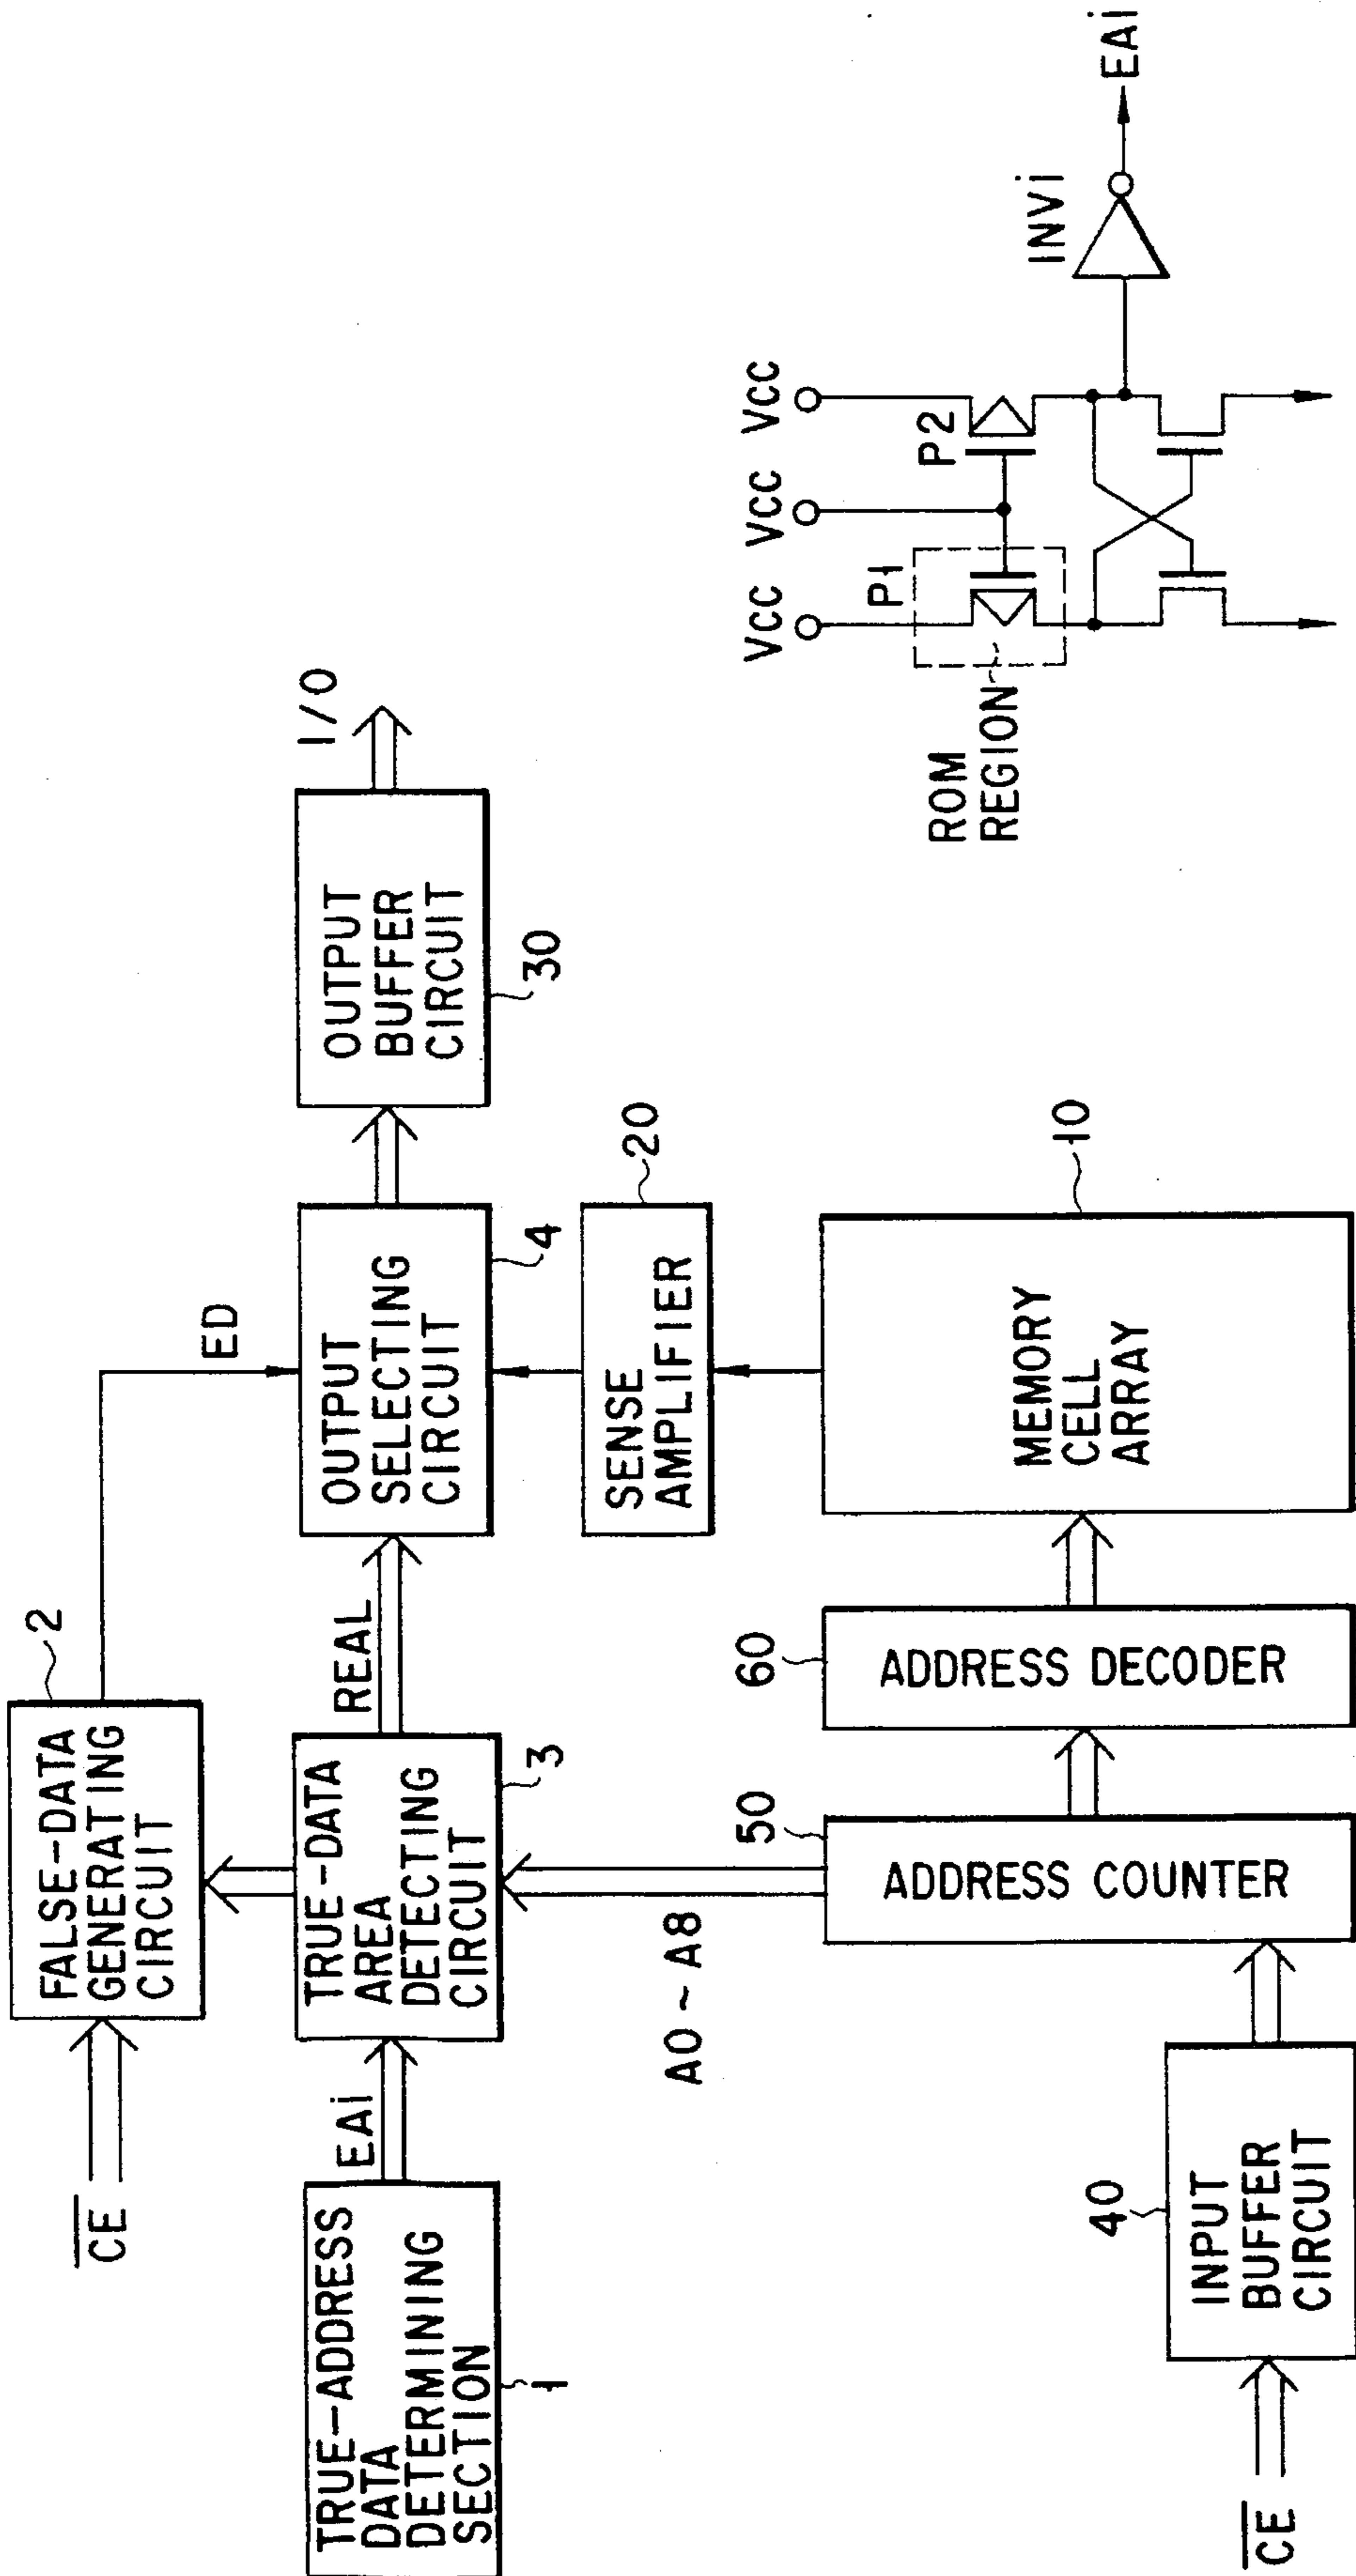 CE
FALSE-DATA
GENERATING
CIRCUIT
2
ED
TRUE-ADDRESS
DATA
DETERMINING
SECTION
1
EAi
TRUE-DATA
AREA
DETECTING
CIRCUIT
3
REAL
OUTPUT
SELECTING
CIRCUIT
4
OUTPUT
BUFFER
CIRCUIT
30
I/O
A0~A8
SENSE
AMPLIFIER
20
CE
INPUT
BUFFER
CIRCUIT
40
ADDRESS COUNTER
50
ADDRESS DECODER
60
MEMORY
CELL
ARRAY
10
VCC
VCC
VCC
P1
P2
ROM
REGION
INVi
EAi